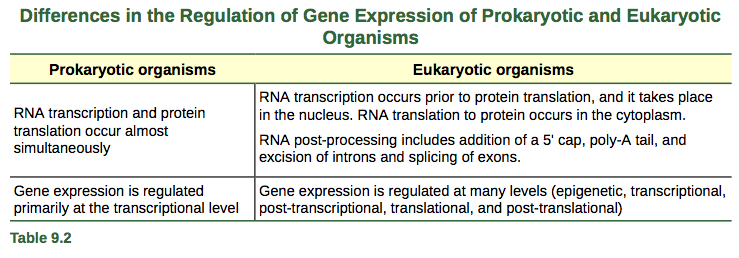 Differences in the Regulation of Gene Expression of Prokaryotic and Eukaryotic
Organisms
Prokaryotic organisms
Eukaryotic organisms
RNA transcription and protein
translation occur almost
simultaneously
RNA transcription occurs prior to protein translation, and it takes place
in the nucleus. RNA translation to protein occurs in the cytoplasm.
RNA post-processing includes addition of a 5' cap, poly-A tail, and
excision of introns and splicing of exons.
Gene expression is regulated
primarily at the transcriptional level
Gene expression is regulated at many levels (epigenetic, transcriptional,
post-transcriptional, translational, and post-translational)
Table 9.2